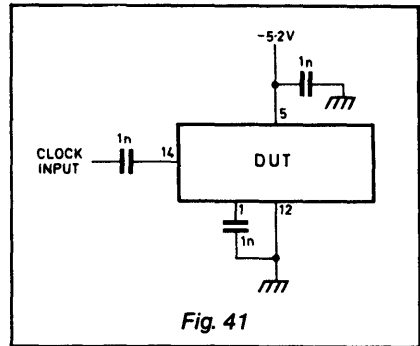 -5·2V
1n
5
1n
CLOCK
INPUT
14
DUT
1
12
1n
Fig. 41